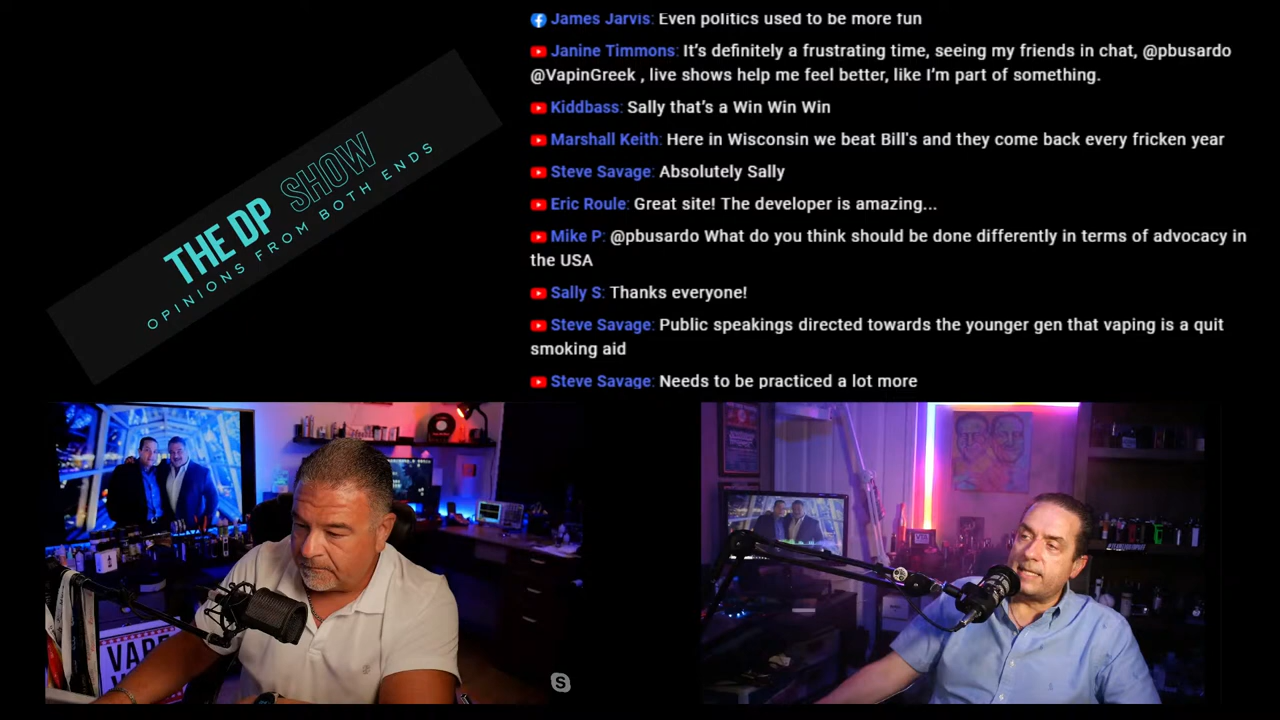 James Jarvis: Even politics used to be more fun
Janine Timmons: It's definitely a frustrating time, seeing my friends in chat, @pbusardo
@VapinGreek , live shows help me feel better, like I'm part of something.
Kiddbass: Sally that's a Win Win Win
Marshall Keith: Here in Wisconsin we beat Bill's and they come back every fricken year
Steve Savage: Absolutely Sally
Eric Roule: Great site! The developer is amazing...
Mike P: @pbusardo What do you think should be done differently in terms of advocacy in
the USA
Sally S: Thanks everyone!
Steve Savage: Public speakings directed towards the younger gen that vaping is a quit
smoking aid
Steve Savage: Needs to be practiced a lot more
THE DP SHOW
OPINIONS FROM BOTH ENDS
VAPE